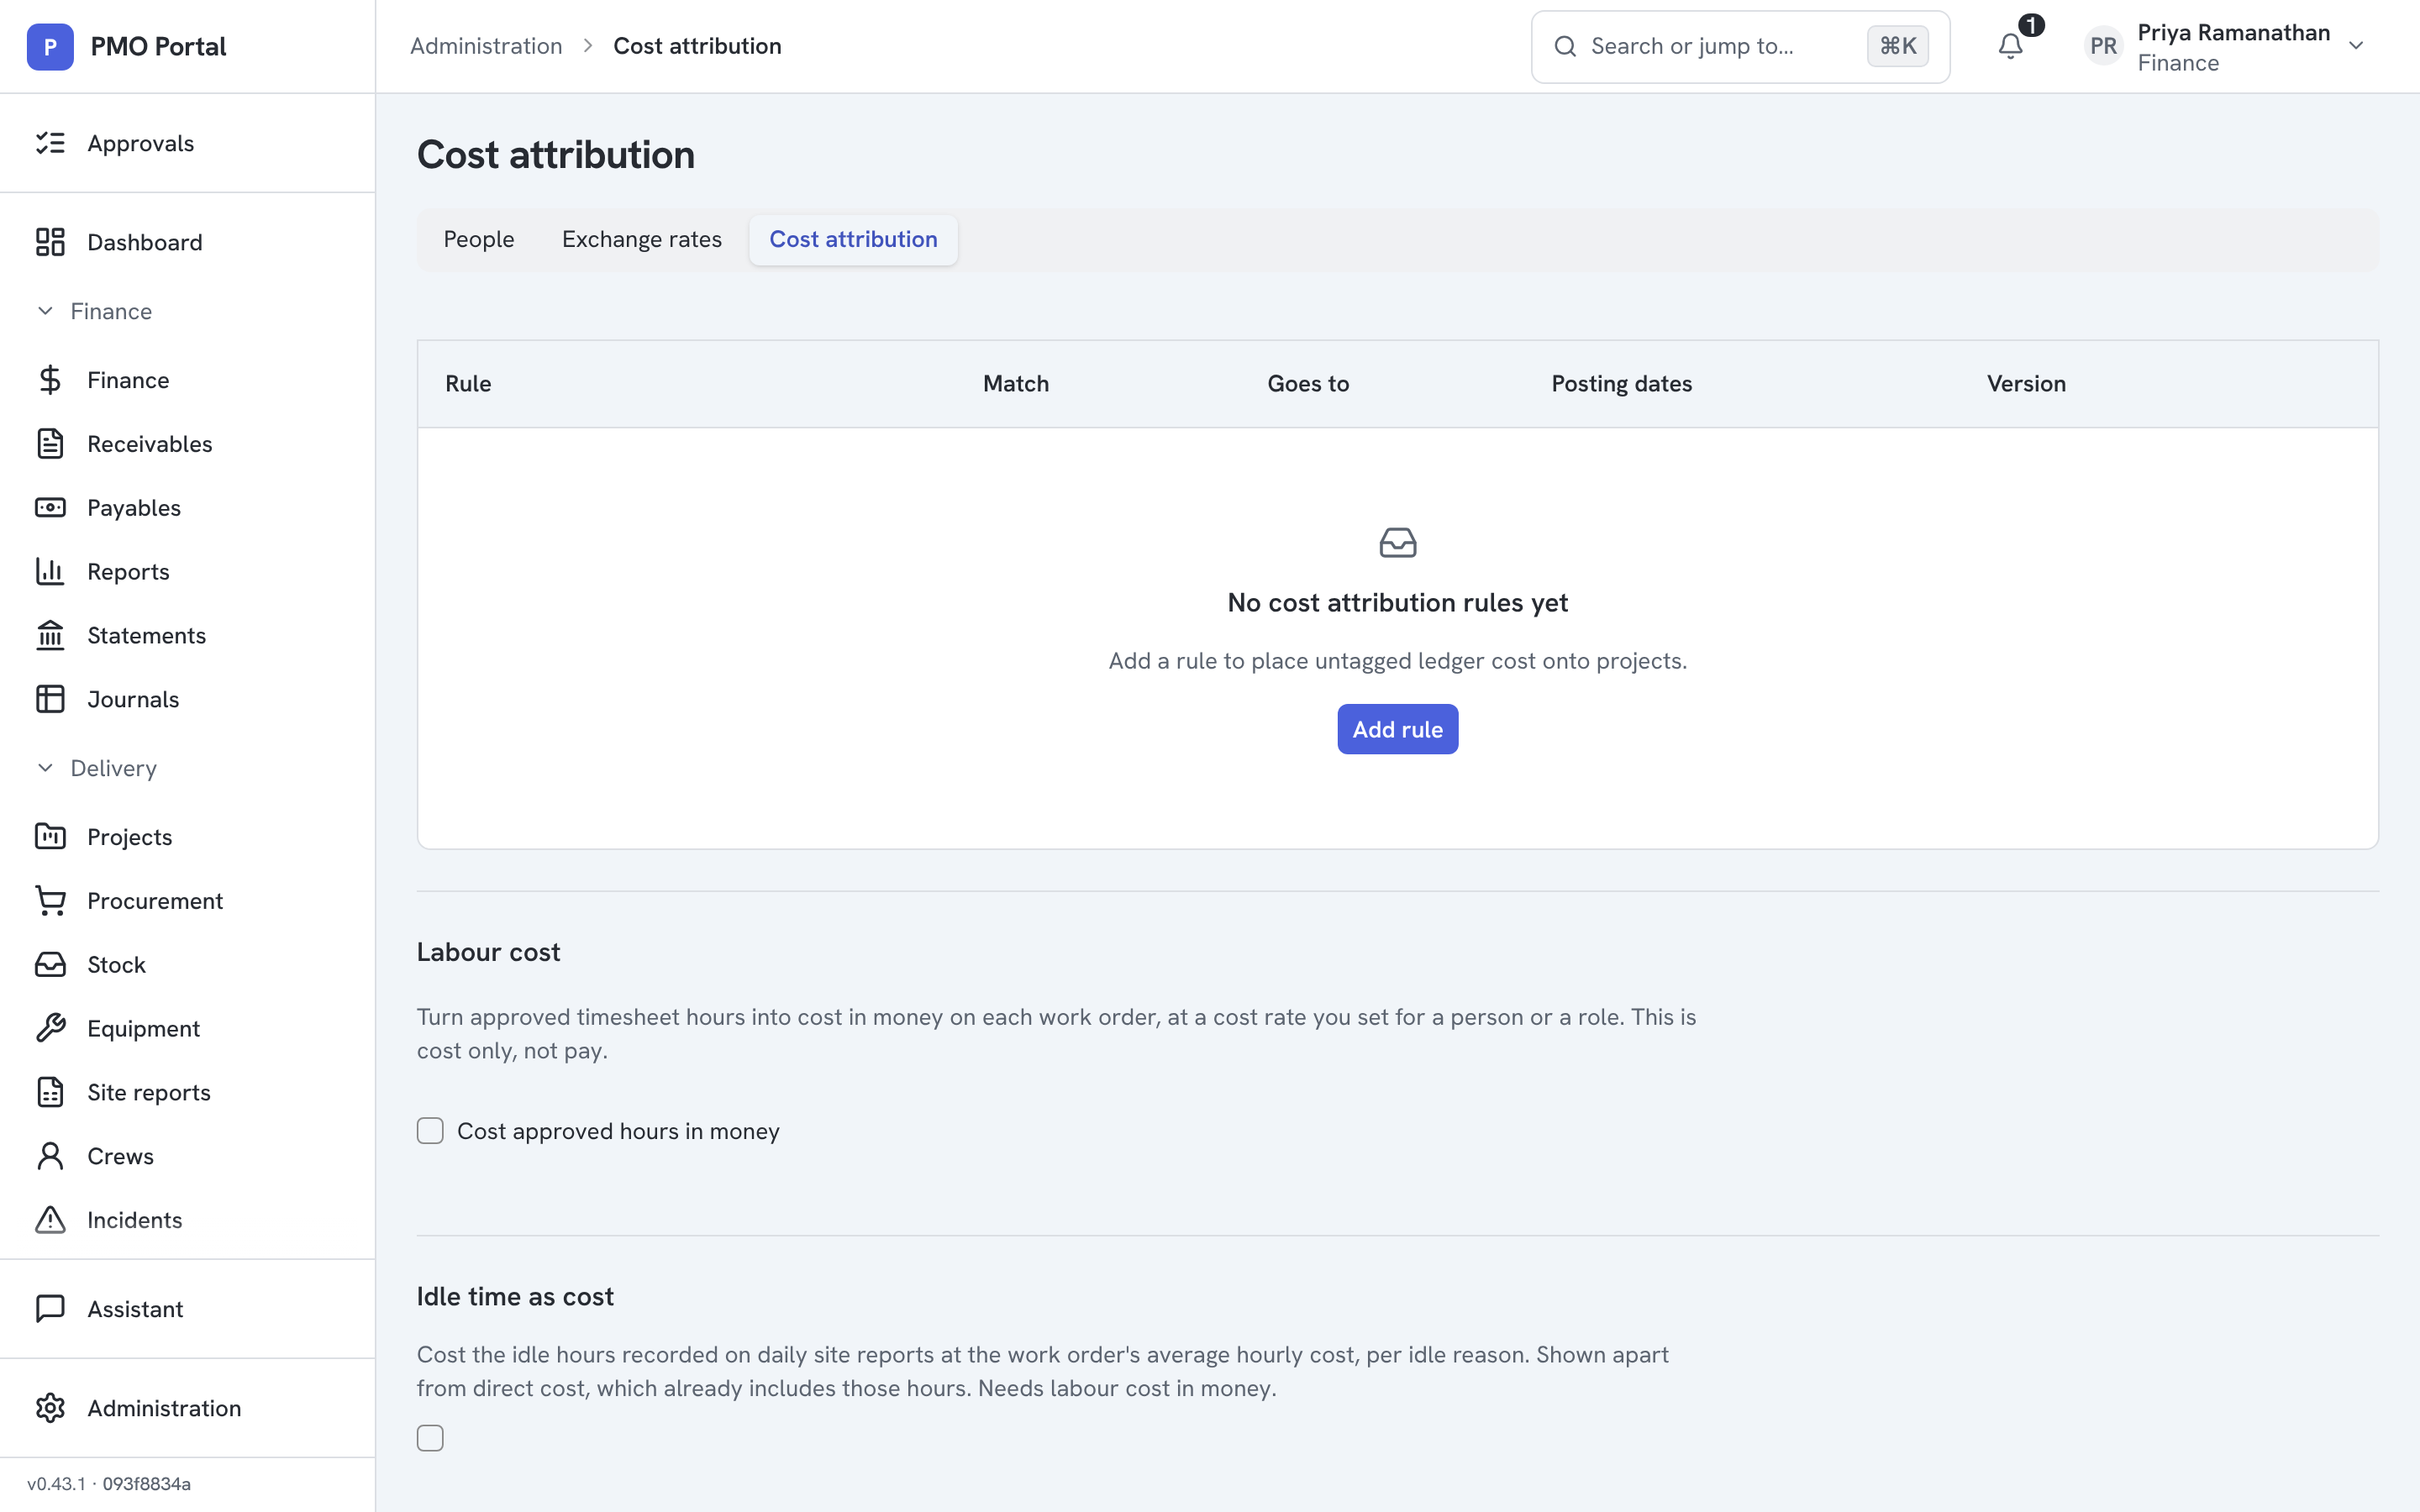 P
PMO Portal
Administration
Cost attribution
Search or jump to...
⌘K
1
PR
Priya Ramanathan
Finance
Approvals
Dashboard
Finance
Finance
Receivables
Payables
Reports
Statements
Journals
Delivery
Projects
Procurement
Stock
Equipment
Site reports
Crews
Incidents
Assistant
Administration
v0.43.1 · 093f8834a
Cost attribution
People
Exchange rates
Cost attribution
Rule
Match
Goes to
Posting dates
Version
No cost attribution rules yet
Add a rule to place untagged ledger cost onto projects.
Add rule
Labour cost
Turn approved timesheet hours into cost in money on each work order, at a cost rate you set for a person or a role. This is
cost only, not pay.
Cost approved hours in money
Idle time as cost
Cost the idle hours recorded on daily site reports at the work order's average hourly cost, per idle reason. Shown apart
from direct cost, which already includes those hours. Needs labour cost in money.